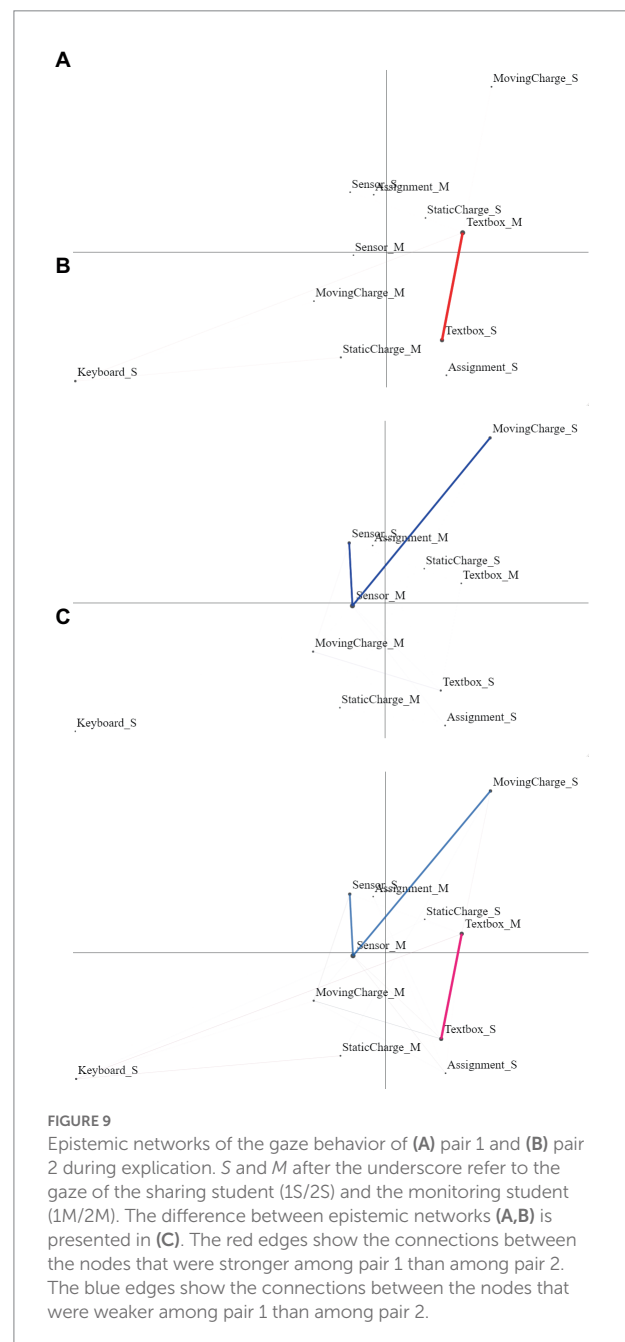 A
MovingCharge_S
Sensor_S
Assignment_M
StaticCharge_S
Textbox_M
Sensor_M
B
MovingCharge_M
Textbox_S
StaticCharge_M
Keyboard_S
Assignment_S
MovingCharge_S
Sensor_S
Assignment_M
StaticCharge_S
Textbox_M
Sensor_M
C
MovingCharge_M
Textbox_S
StaticCharge_M
Keyboard_S
Assignment_S
MovingCharge_S
Sensor_S
Assignment_M
StaticCharge_S
Textbox_M
Sensor_M
MovingCharge_M
Textbox_S
StaticCharge_M
Keyboard_S
Assignment_S
FIGURE 9
Epistemic networks of the gaze behavior of (A) pair 1 and (B) pair
2 during explication. S and M after the underscore refer to the
gaze of the sharing student (1S/2S) and the monitoring student
(1M/2M). The difference between epistemic networks (A,B) is
presented in (C). The red edges show the connections between
the nodes that were stronger among pair 1 than among pair 2.
The blue edges show the connections between the nodes that
were weaker among pair 1 than among pair 2.